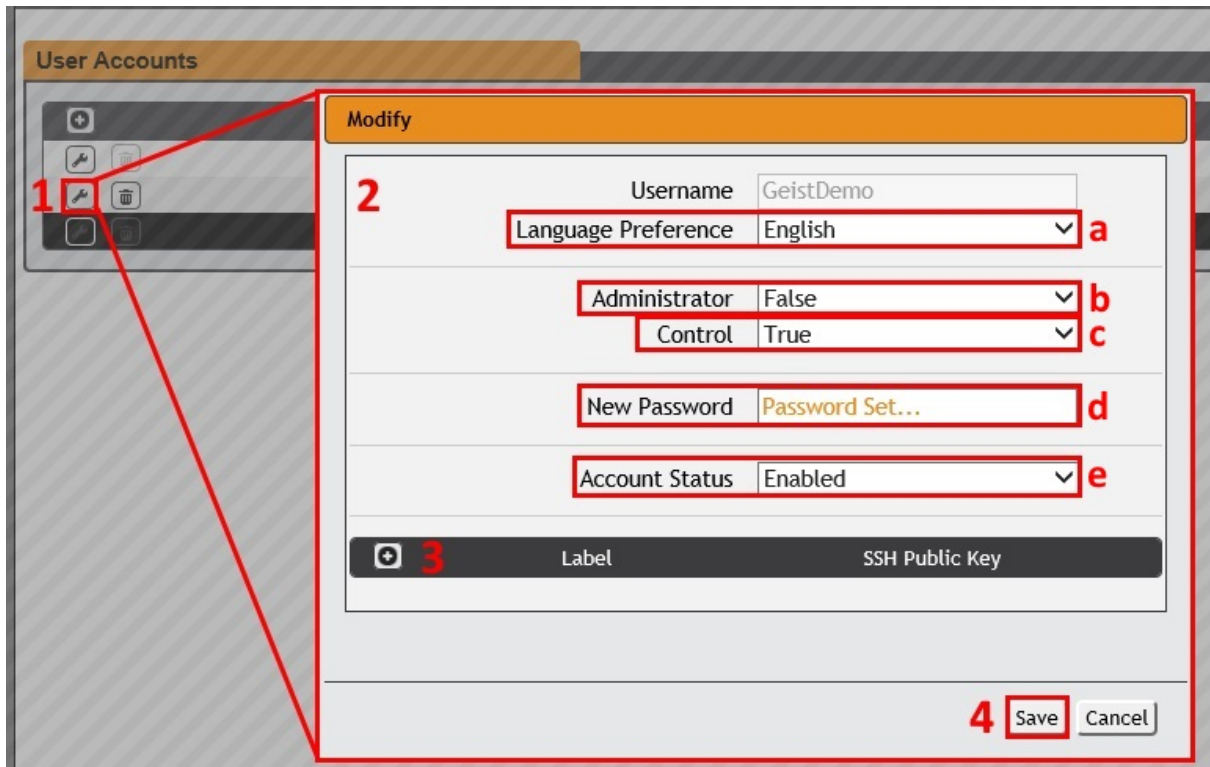 User Accounts
Modify
1
2
Username GeistDemo
Language Preference English a
Administrator False b
Control True c
New Password Password Set... d
Account Status Enabled e
3 Label SSH Public Key
4 Save Cancel